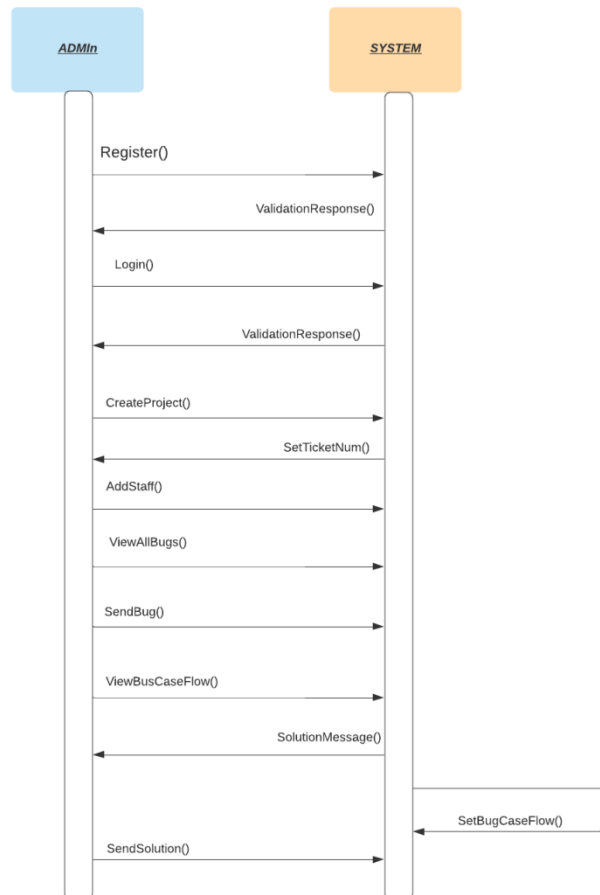 ADMIn
SYSTEM
Register()
ValidationResponse()
Login()
ValidationResponse()
CreateProject()
SetTicketNum()
AddStaff()
ViewAllBugs()
SendBug()
ViewBusCaseFlow()
SolutionMessage()
SetBugCaseFlow()
SendSolution()